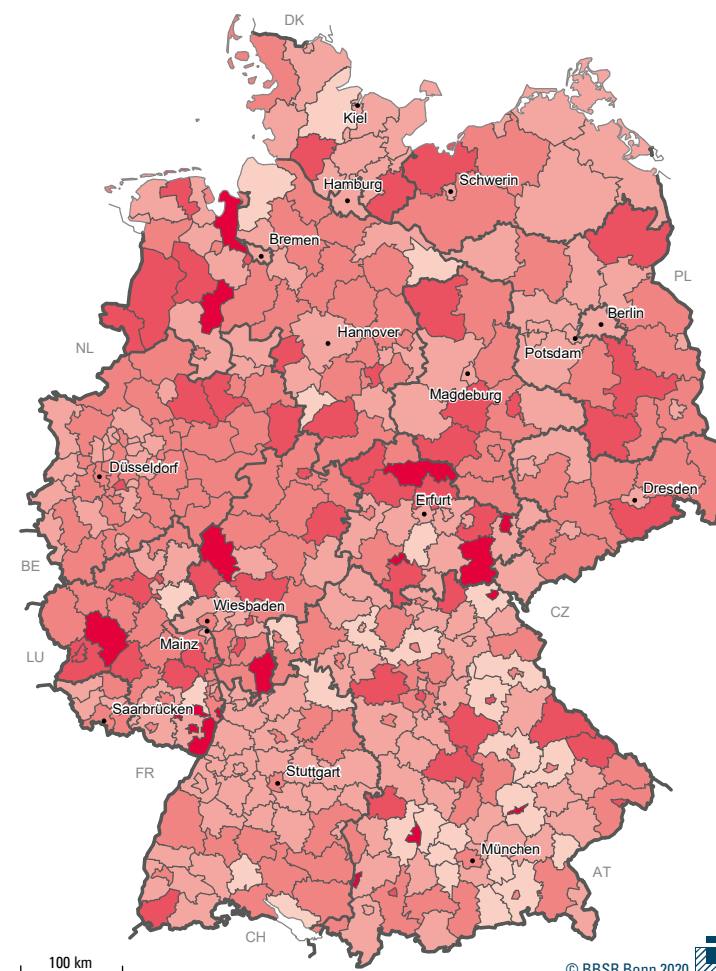 DK
Kiel
Schwerin
Hamburg
Bremen
PL
Berlin
Hannover
NL
Potsdam
Magdeburg
Düsseldorf
Dresden
Erfurt
BE
Wiesbaden
CZ
LU
Mainz
Saarbrücken
FR
Stuttgart
München
AT
CH
100 km
© BBSR Bonn 2020